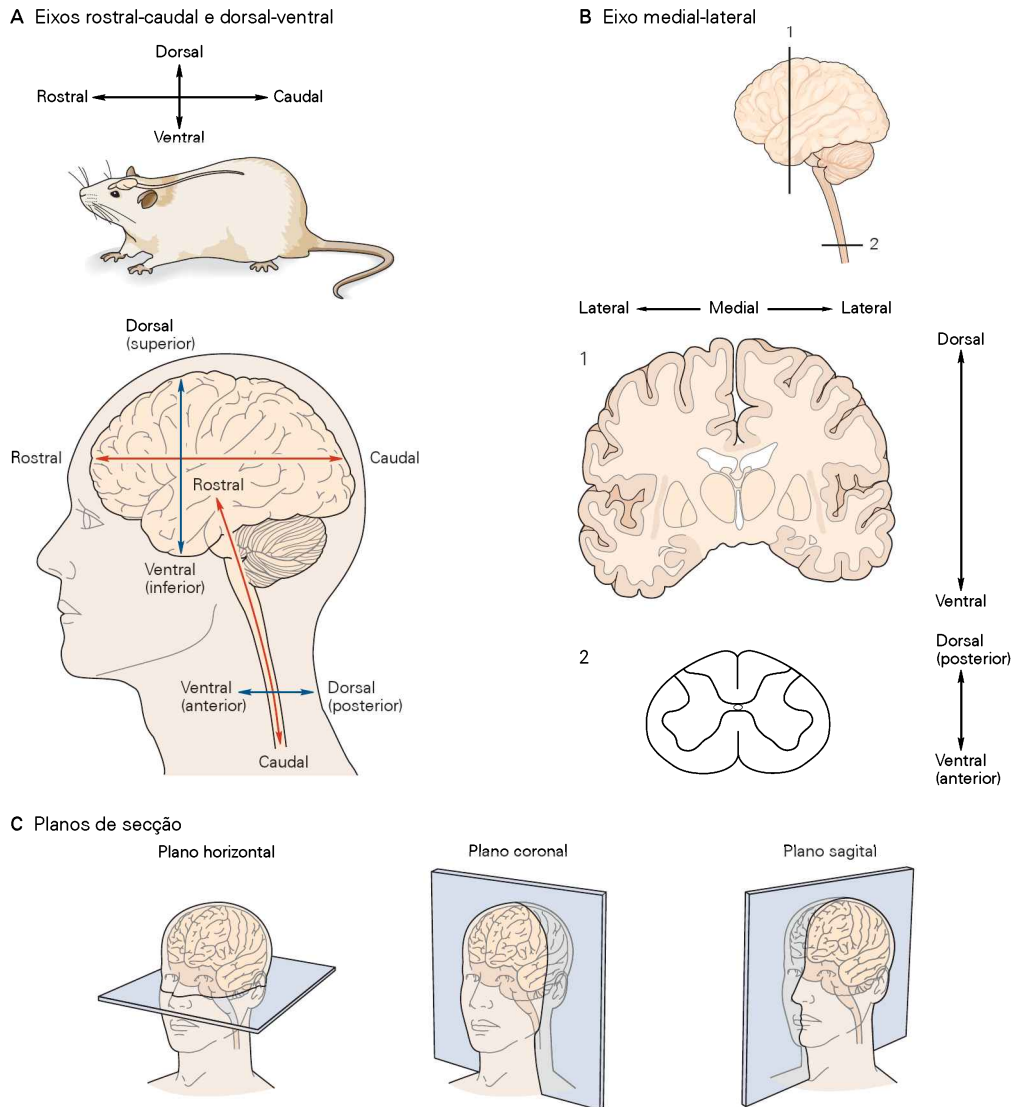 A Eixos rostral-caudal e dorsal-ventral
Dorsal
Rostral
Caudal
Ventral
Dorsal
(superior)
Rostral
Caudal
Rostral
Ventral
(inferior)
Ventral
(anterior)
Dorsal
(posterior)
Caudal
B Eixo medial-lateral
1
2
Lateral
Medial
Lateral
1
Dorsal
Ventral
2
Dorsal
(posterior)
Ventral
(anterior)
C Planos de secção
Plano horizontal
Plano coronal
Plano sagital